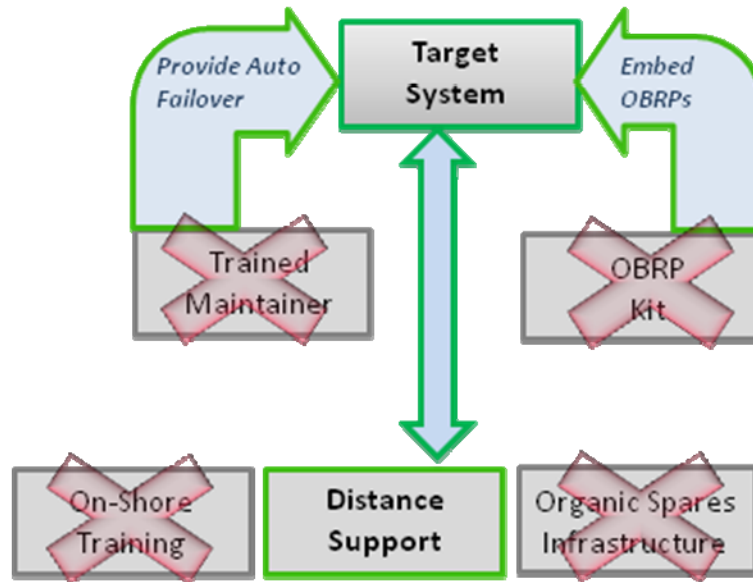 Provide Auto
Failover
Target
System
Embed
OBRPs
Trained
Maintainer
OBRP
Kit
On-Shore
Training
Distance
Support
Organic Spares
Infrastructure